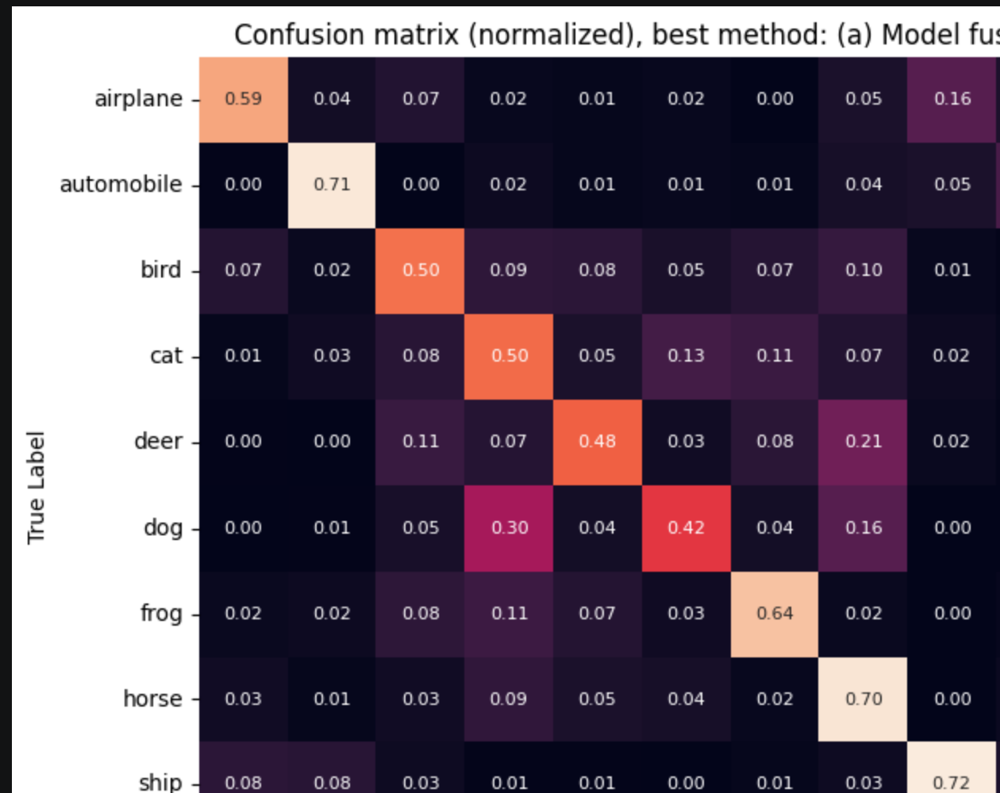 Confusion matrix (normalized), best method: (a) Model fus
airplane 0.59 0.04 0.07 0.02 0.01 0.02 0.00 0.05 0.16
automobile 0.00 0.71 0.00 0.02 0.01 0.01 0.01 0.04 0.05
bird 0.07 0.02 0.50 0.09 0.08 0.05 0.07 0.10 0.01
cat 0.01 0.03 0.08 0.50 0.05 0.13 0.11 0.07 0.02
deer 0.00 0.00 0.11 0.07 0.48 0.03 0.08 0.21 0.02
True Label
dog 0.00 0.01 0.05 0.30 0.04 0.42 0.04 0.16 0.00
frog 0.02 0.02 0.08 0.11 0.07 0.03 0.64 0.02 0.00
horse 0.03 0.01 0.03 0.09 0.05 0.04 0.02 0.70 0.00
ship 0.08 0.08 0.03 0.01 0.01 0.00 0.01 0.03 0.72